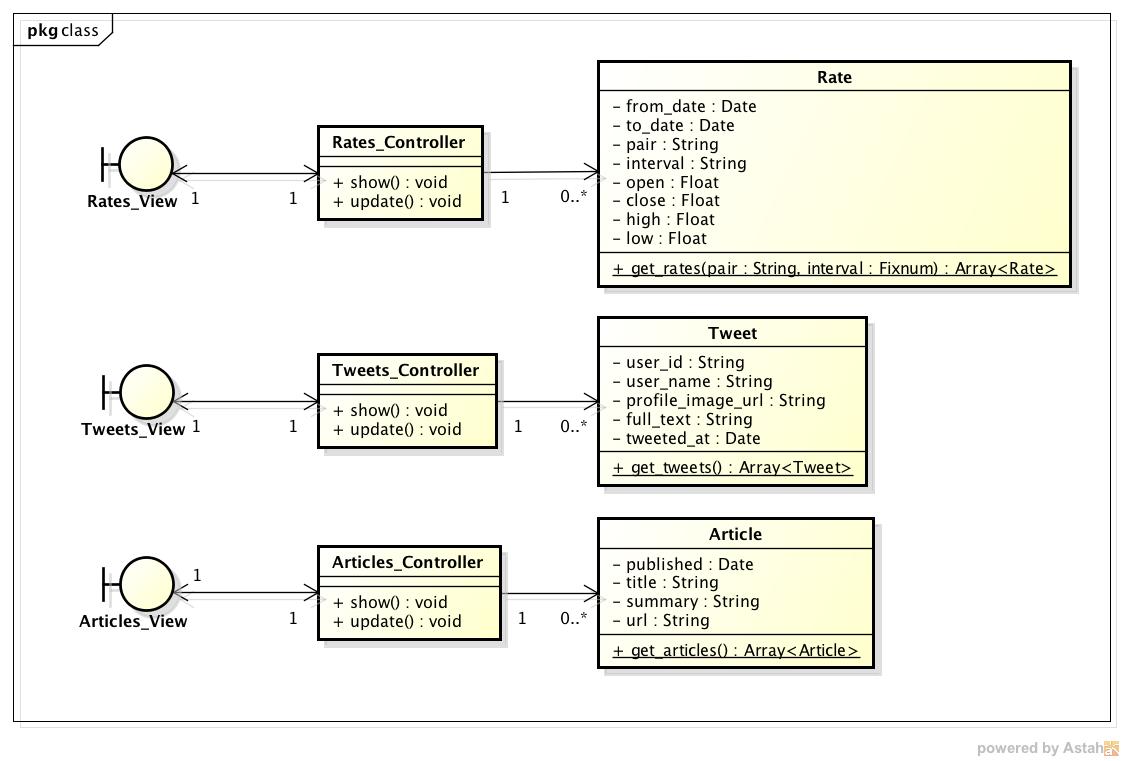 pkg class
Rates_View
1
1
Rates_Controller
+ show() : void
+ update() : void
1
0..*
Rate
- from_date : Date
- to_date : Date
- pair : String
- interval : String
- open : Float
- close : Float
- high : Float
- low : Float
+ get_rates(pair : String, interval : Fixnum) : Array<Rate>
Tweets_View
1
1
Tweets_Controller
+ show() : void
+ update() : void
1
0..*
Tweet
- user_id : String
- user_name : String
- profile_image_url : String
- full_text : String
- tweeted_at : Date
+ get_tweets() : Array<Tweet>
Articles_View
1
1
Articles_Controller
+ show() : void
+ update() : void
1
0..*
Article
- published : Date
- title : String
- summary : String
- url : String
+ get_articles() : Array<Article>
powered by Astah